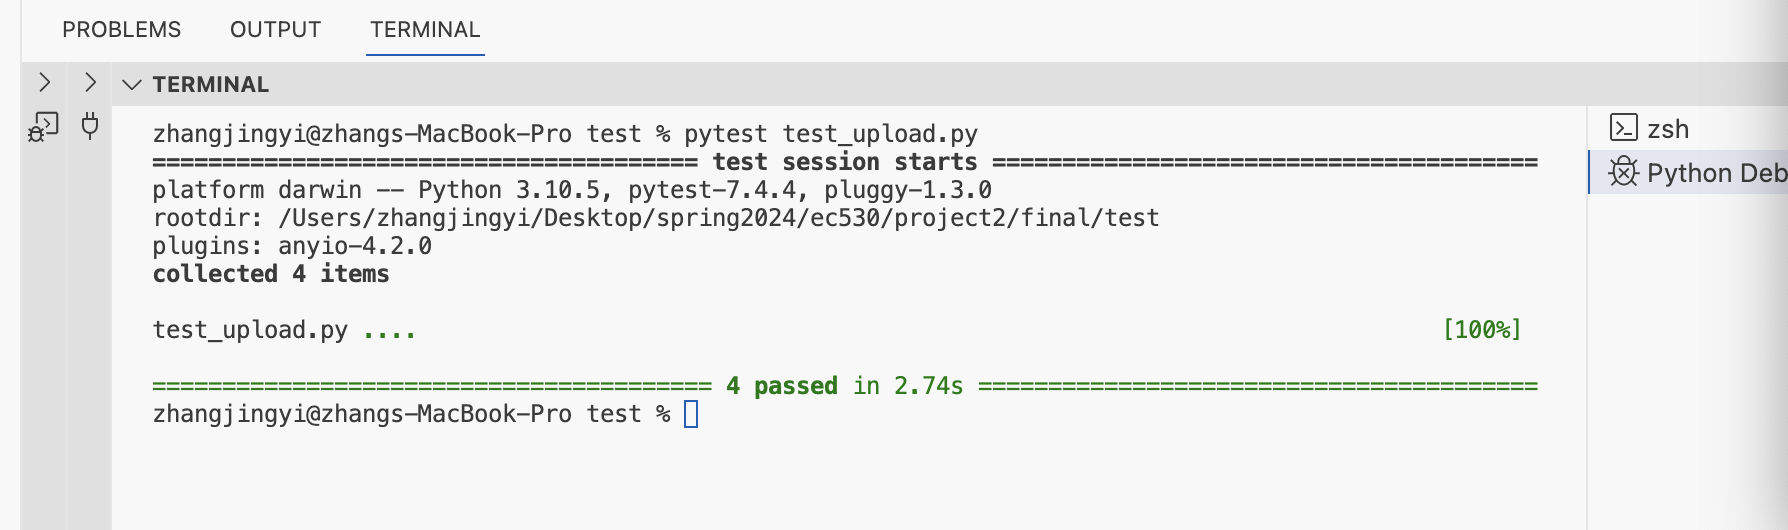 PROBLEMS OUTPUT TERMINAL
TERMINAL
zhangjingyi@zhangs-MacBook-Pro test % pytest test_upload.py
======================================= test session starts =======================================
platform darwin -- Python 3.10.5, pytest-7.4.4, pluggy-1.3.0
rootdir: /Users/zhangjingyi/Desktop/spring2024/ec530/project2/final/test
plugins: anyio-4.2.0
collected 4 items
test_upload.py .... [100%]
======================================== 4 passed in 2.74s ========================================
zhangjingyi@zhangs-MacBook-Pro test %
zsh
Python Deb